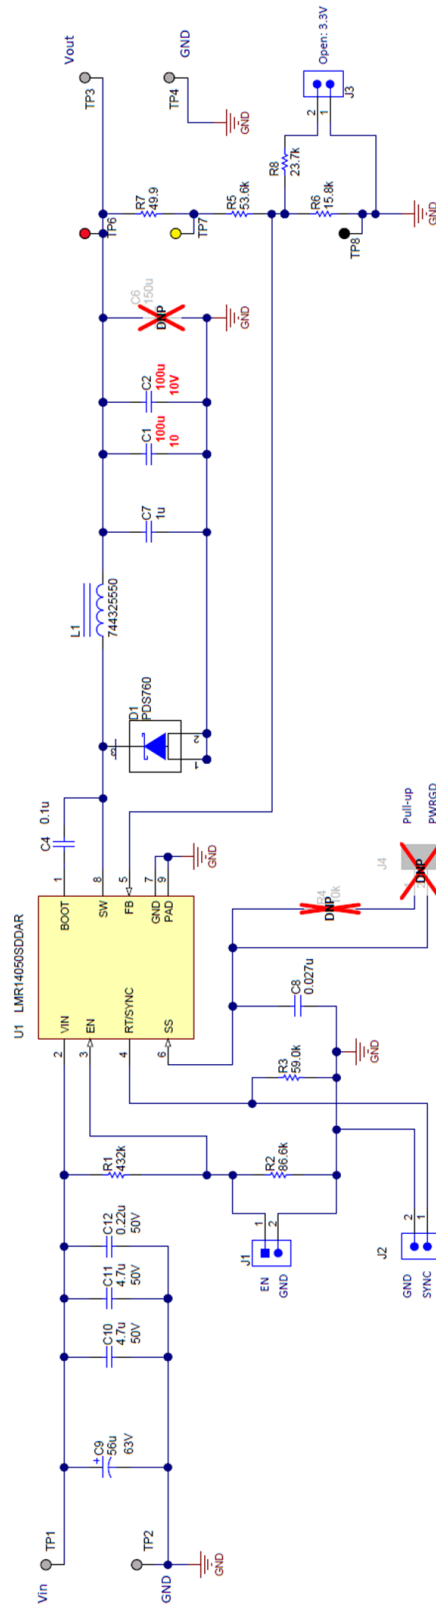 Vin
TP1
TP2
GND
GND
+
C9
56u
63V
C10
4.7u
50V
C11
4.7u
50V
C12
0.22u
50V
R1
432k
J1
EN
GND
1
2
R2
86.6k
J2
GND
SYNC
2
1
R3
59.0k
GND
C8
0.027u
U1 LMR14050SDDAR
2
3
4
6
VIN
EN
RT/SYNC
SS
BOOT
SW
FB
GND
PAD
1
8
5
7
9
GND
R4
10k
DNP
J4
DNP
Pull-up
PWRGD
C4
0.1u
D1
PDS760
3
1
2
L1
744325550
C7
1u
C1
100u
10
C2
100u
10V
C6
150u
DNP
GND
TP6
R7
49.9
TP7
R5
53.6k
R8
23.7k
R6
15.8k
TP8
GND
2
1
J3
Open: 3.3V
TP3
Vout
TP4
GND
GND